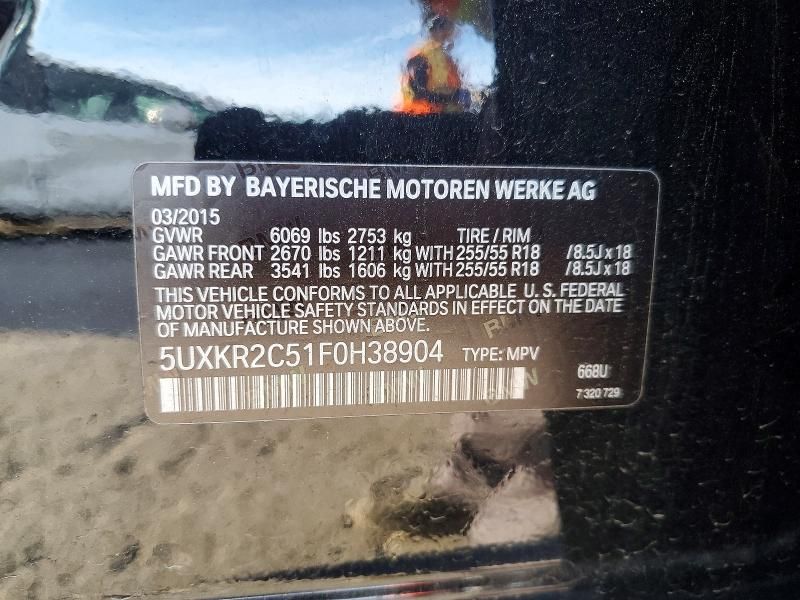 MFD BY BAYERISCHE MOTOREN WERKE AG
03/2015
GVWR 6069 lbs 2753 kg TIRE / RIM
GAWR FRONT 2670 lbs 1211 kg WITH 255/55 R18 / 8.5J x 18
GAWR REAR 3541 lbs 1606 kg WITH 255/55 R18 / 8.5J x 18
THIS VEHICLE CONFORMS TO ALL APPLICABLE U. S. FEDERAL
MOTOR VEHICLE SAFETY STANDARDS IN EFFECT ON THE DATE
OF MANUFACTURE SHOWN ABOVE.
5UXKR2C51F0H38904 TYPE: MPV
668U
7 320 729